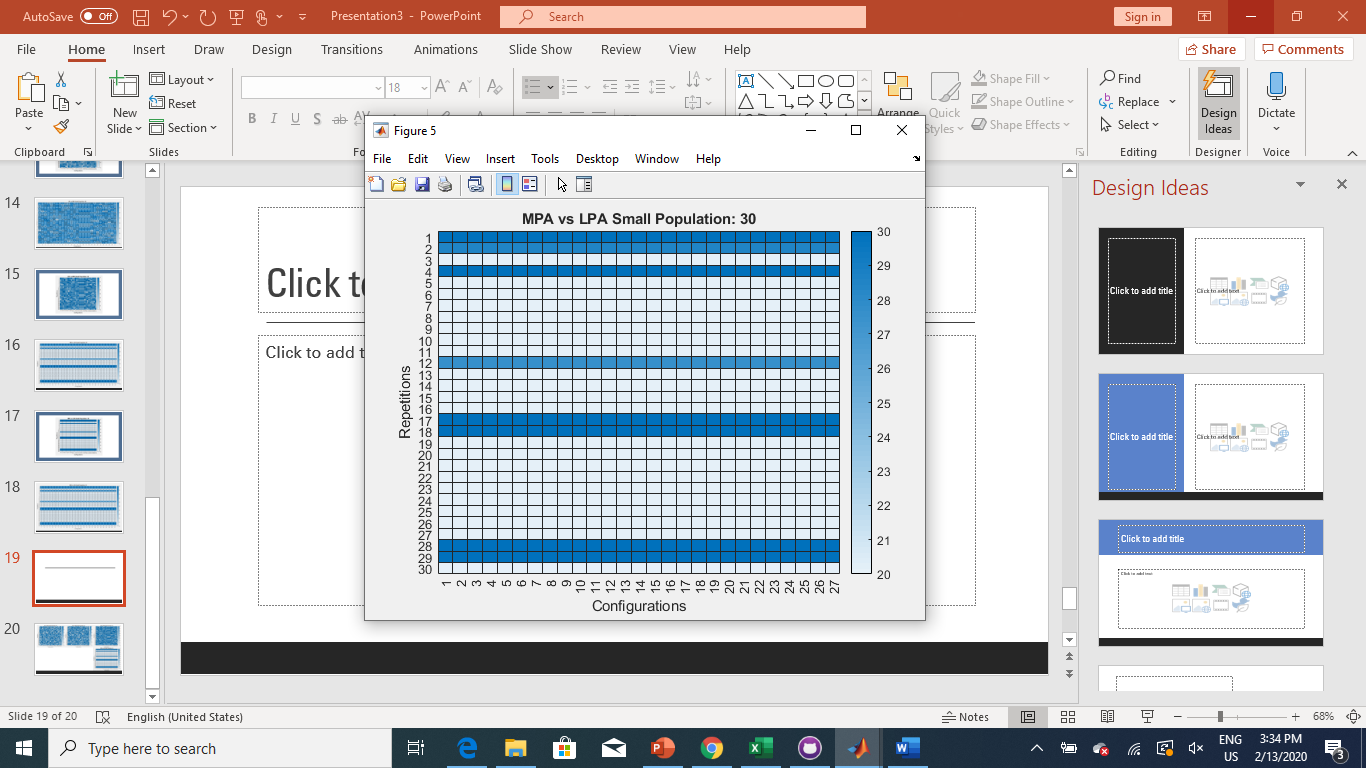 AutoSave Off Presentation3 - PowerPoint Search Sign in
File Home Insert Draw Design Transitions Animations Slide Show Review View Help Share Comments
Paste
Clipboard
New Slide
Layout
Reset
Section
Slides
18
B I U S ab
Arrange
Quick Styles
Shape Fill
Shape Outline
Shape Effects
Find
Replace
Select
Editing
Design Ideas
Designer
Dictate
Voice
14
15
16
17
18
19
20
Click to
Click to add t
Figure 5
File Edit View Insert Tools Desktop Window Help
MPA vs LPA Small Population: 30
Repetitions
1
2
3
4
5
6
7
8
9
10
11
12
13
14
15
16
17
18
19
20
21
22
23
24
25
26
27
28
29
30
1 2 3 4 5 6 7 8 9 10 11 12 13 14 15 16 17 18 19 20 21 22 23 24 25 26 27
Configurations
30
29
28
27
26
25
24
23
22
21
20
Design Ideas
Click to add title
Click to add text
Click to add title
Click to add text
Click to add title
Click to add text
Slide 19 of 20 English (United States) Notes 68%
Type here to search
ENG
US
3:34 PM
2/13/2020
3